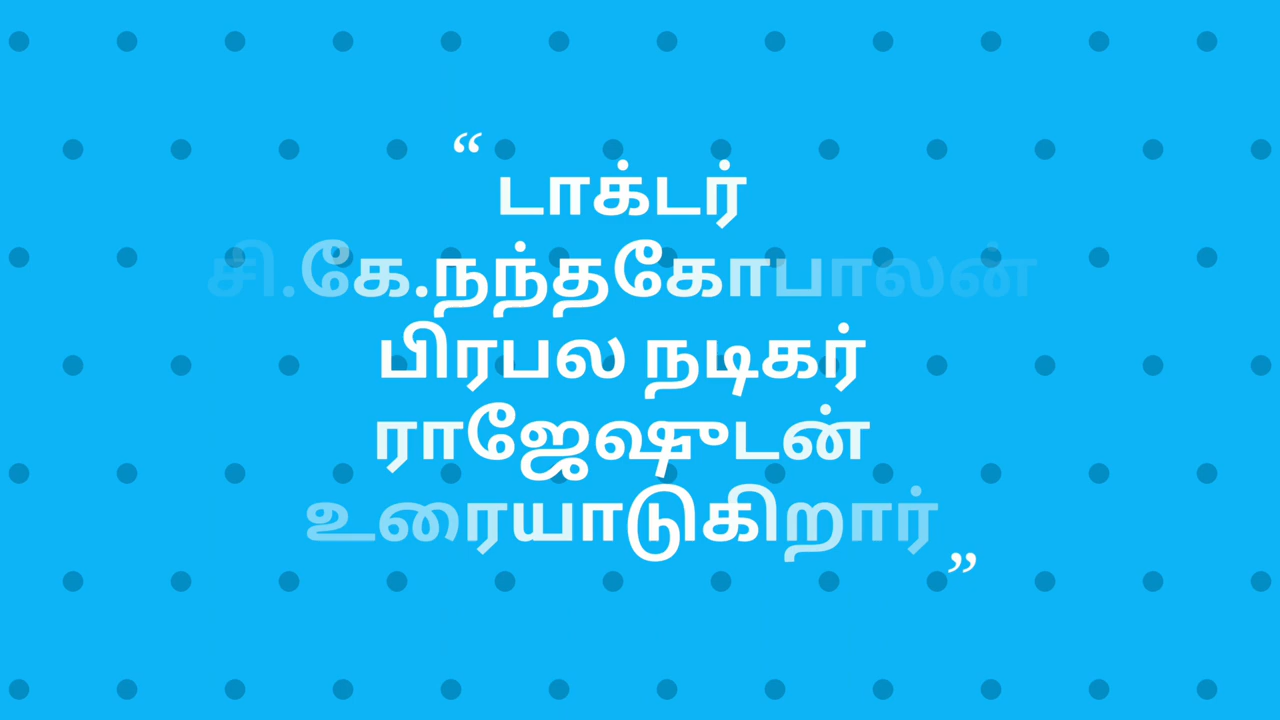 “ டாக்டர்
சி.கே.நந்தகோபாலன்
பிரபல நடிகர்
ராஜேஷுடன்
உரையாடுகிறார் ”